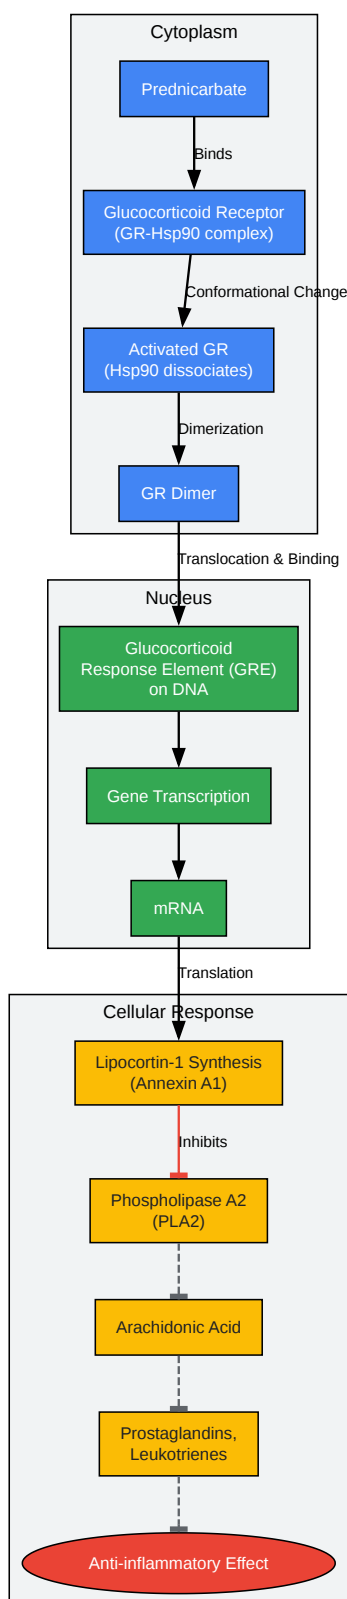 Cytoplasm
Prednicarbate
Binds
Glucocorticoid Receptor
(GR-Hsp90 complex)
Conformational Change
Activated GR
(Hsp90 dissociates)
Dimerization
GR Dimer
Translocation & Binding
Nucleus
Glucocorticoid
Response Element (GRE)
on DNA
Gene Transcription
mRNA
Translation
Cellular Response
Lipocortin-1 Synthesis
(Annexin A1)
Inhibits
Phospholipase A2
(PLA2)
Arachidonic Acid
Prostaglandins,
Leukotrienes
Anti-inflammatory Effect